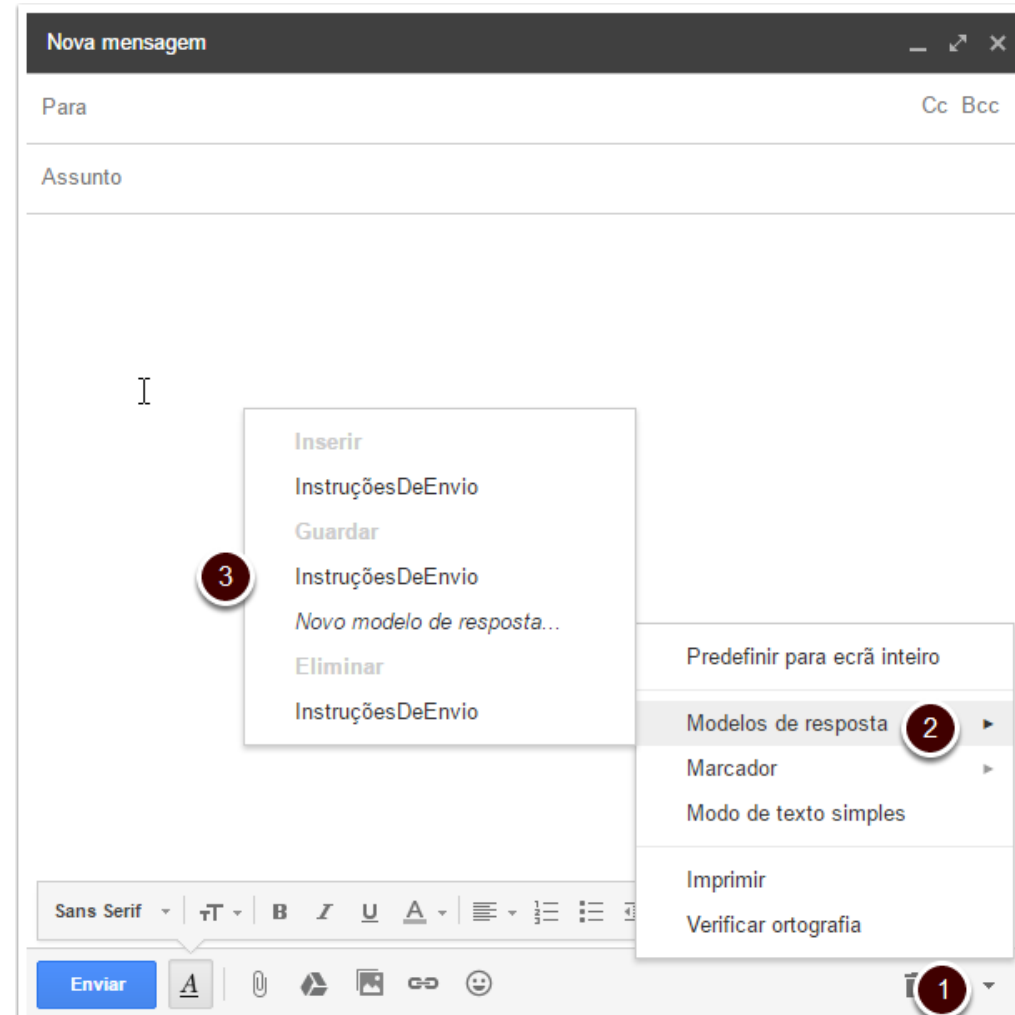 Nova mensagem
Para Cc Bcc
Assunto
Inserir
InstruçõesDeEnvio
Guardar
3 InstruçõesDeEnvio
Novo modelo de resposta...
Eliminar
InstruçõesDeEnvio
Predefinir para ecrã inteiro
Modelos de resposta 2
Marcador
Modo de texto simples
Imprimir
Verificar ortografia
Sans Serif TT B I U A
Enviar A 1